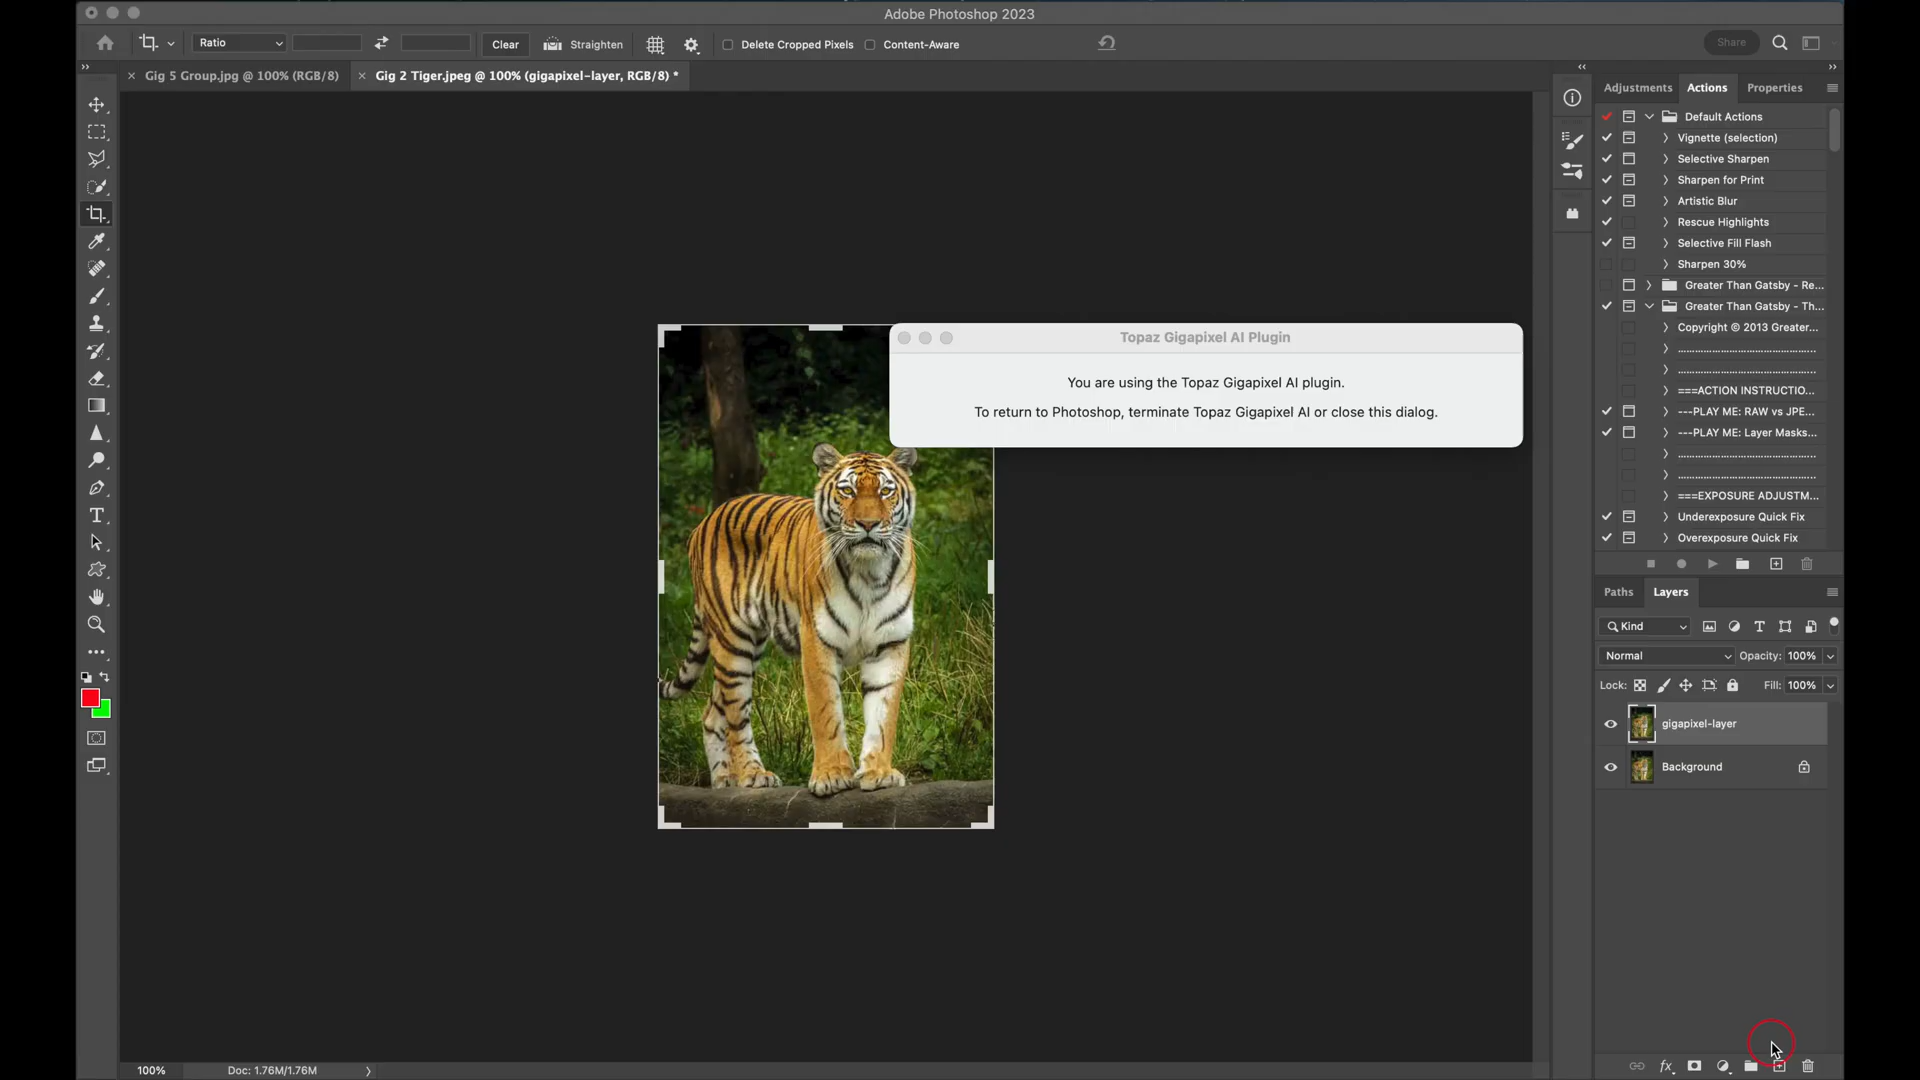 Adobe Photoshop 2023
Ratio
Clear
Straighten
Delete Cropped Pixels
Content-Aware
Share
Gig 5 Group.jpg @ 100% (RGB/8)
Gig 2 Tiger.jpeg @ 100% (gigapixel-layer, RGB/8) *
Adjustments
Actions
Properties
Default Actions
Vignette (selection)
Selective Sharpen
Sharpen for Print
Artistic Blur
Rescue Highlights
Selective Fill Flash
Sharpen 30%
Greater Than Gatsby - Re...
Greater Than Gatsby - Th...
Copyright © 2013 Greater...
................................................
................................................
===ACTION INSTRUCTIO...
---PLAY ME: RAW vs JPE...
---PLAY ME: Layer Masks...
................................................
................................................
===EXPOSURE ADJUSTM...
Underexposure Quick Fix
Overexposure Quick Fix
Topaz Gigapixel AI Plugin
You are using the Topaz Gigapixel AI plugin.
To return to Photoshop, terminate Topaz Gigapixel AI or close this dialog.
Paths
Layers
Kind
Normal
Opacity: 100%
Lock:
Fill: 100%
gigapixel-layer
Background
fx
100%
Doc: 1.76M/1.76M